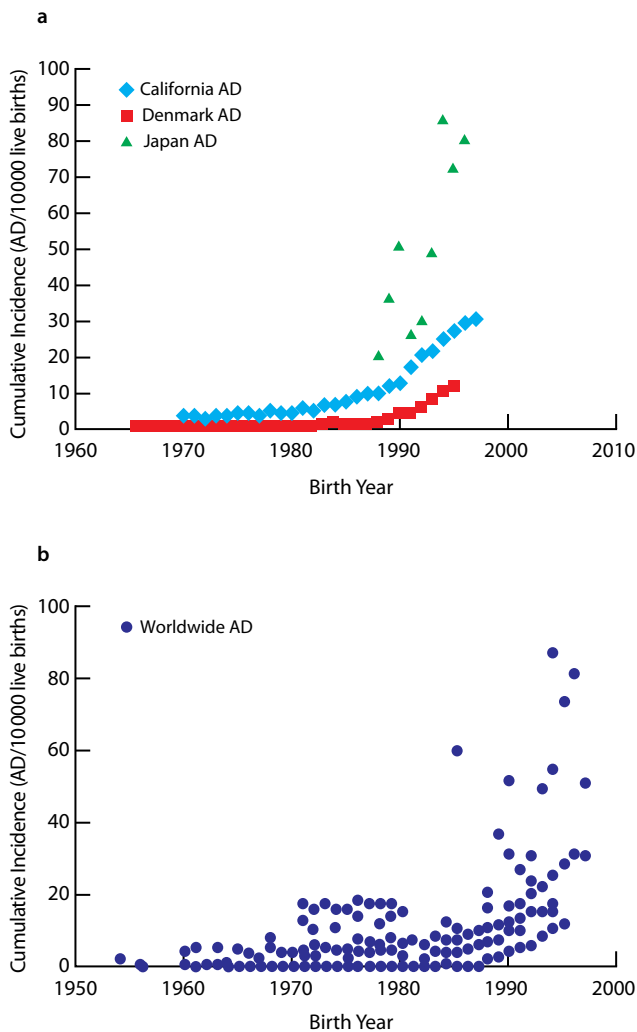 a
Cumulative Incidence (AD/10000 live births)
100
90
80
70
60
50
40
30
20
10
0
California AD
Denmark AD
Japan AD
1960 1970 1980 1990 2000 2010
Birth Year
b
Cumulative Incidence (AD/10000 live births)
100
80
60
40
20
0
Worldwide AD
1950 1960 1970 1980 1990 2000
Birth Year